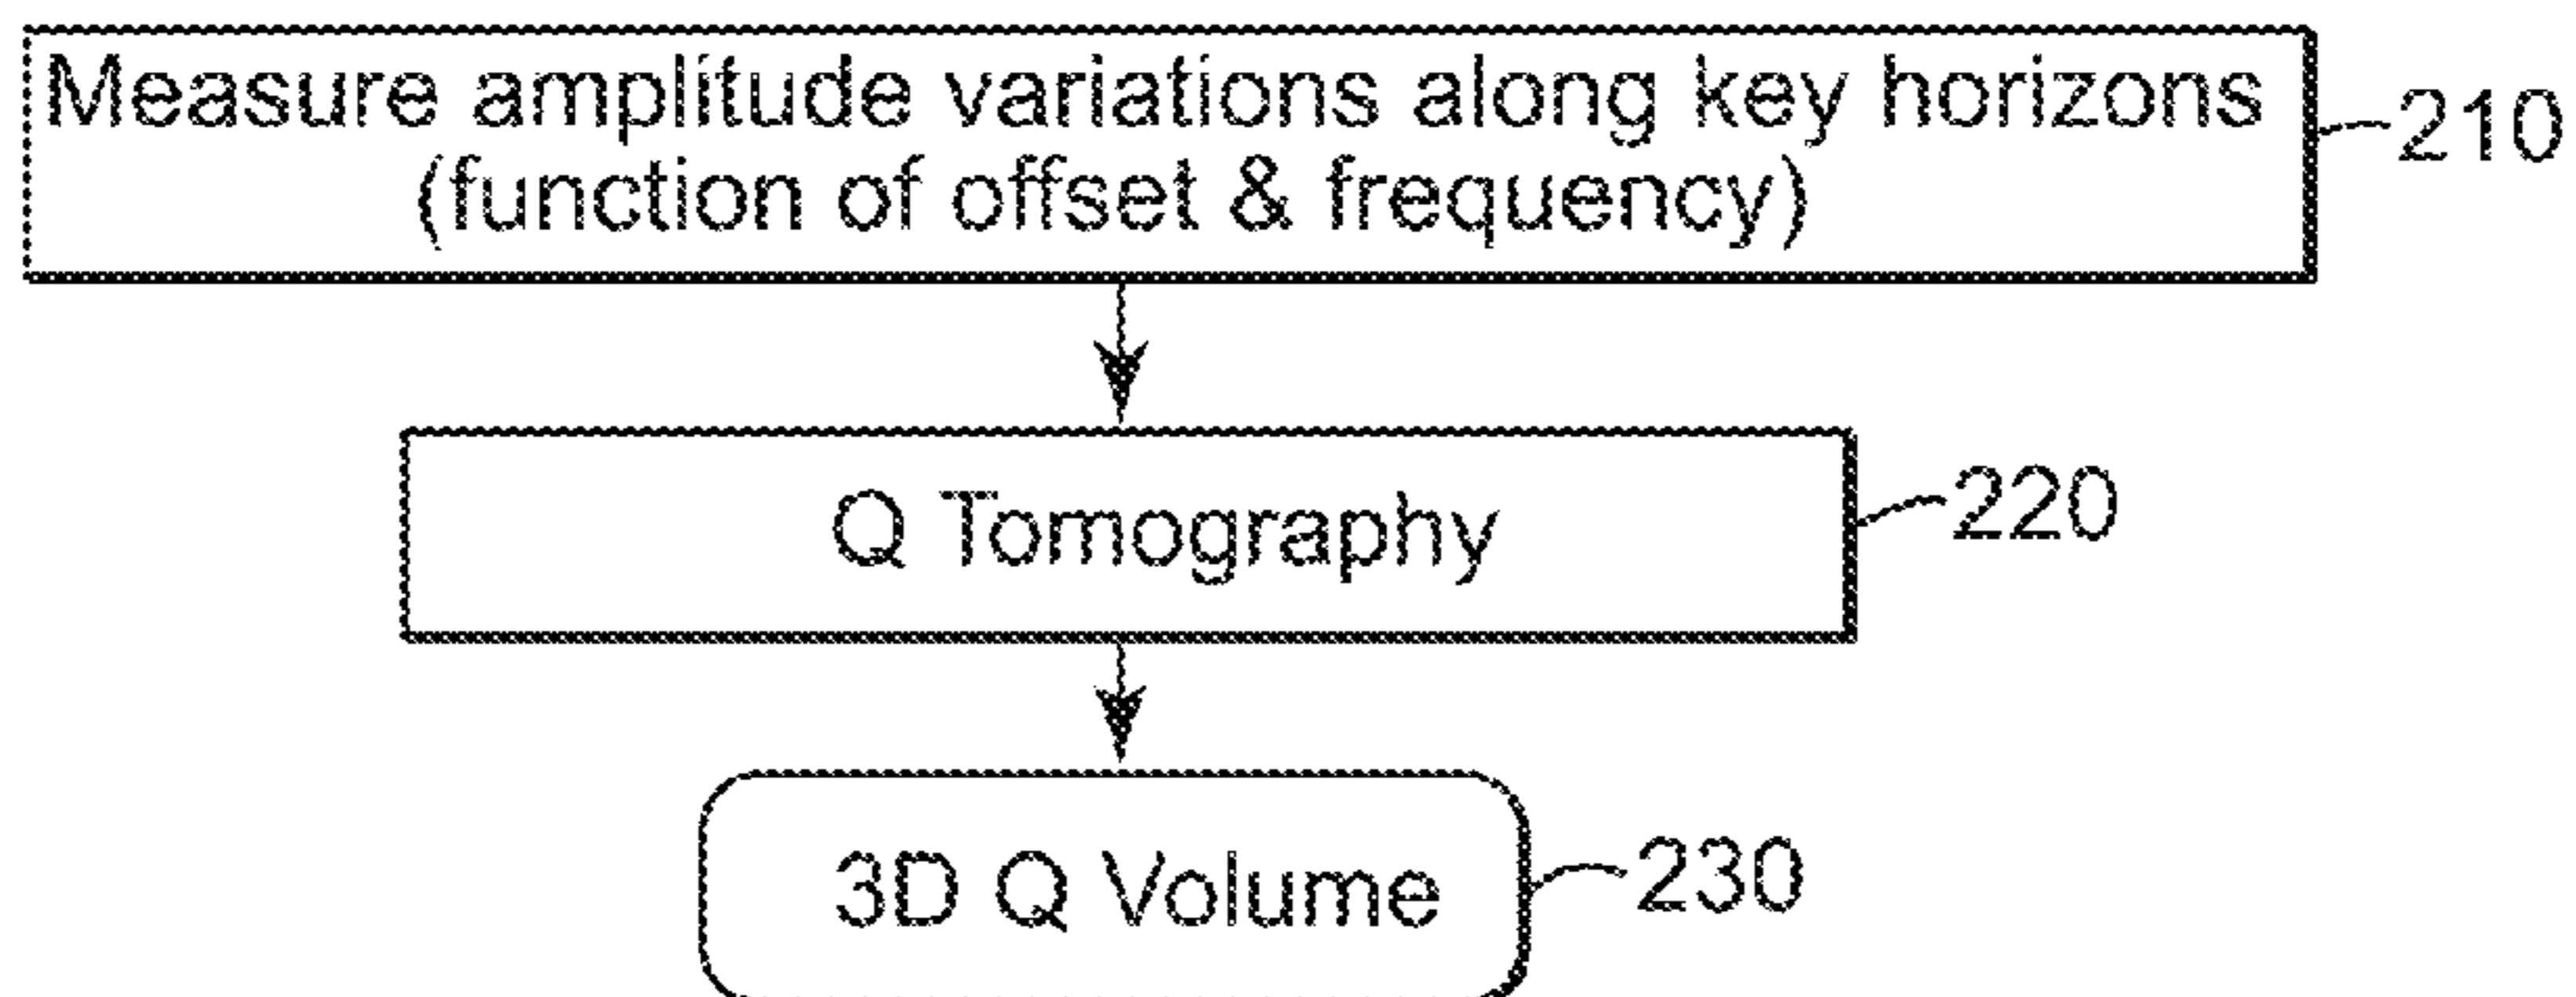 Measure amplitude variations along key horizons
(function of offset & frequency)
210
Q Tomography
220
3D Q Volume
230